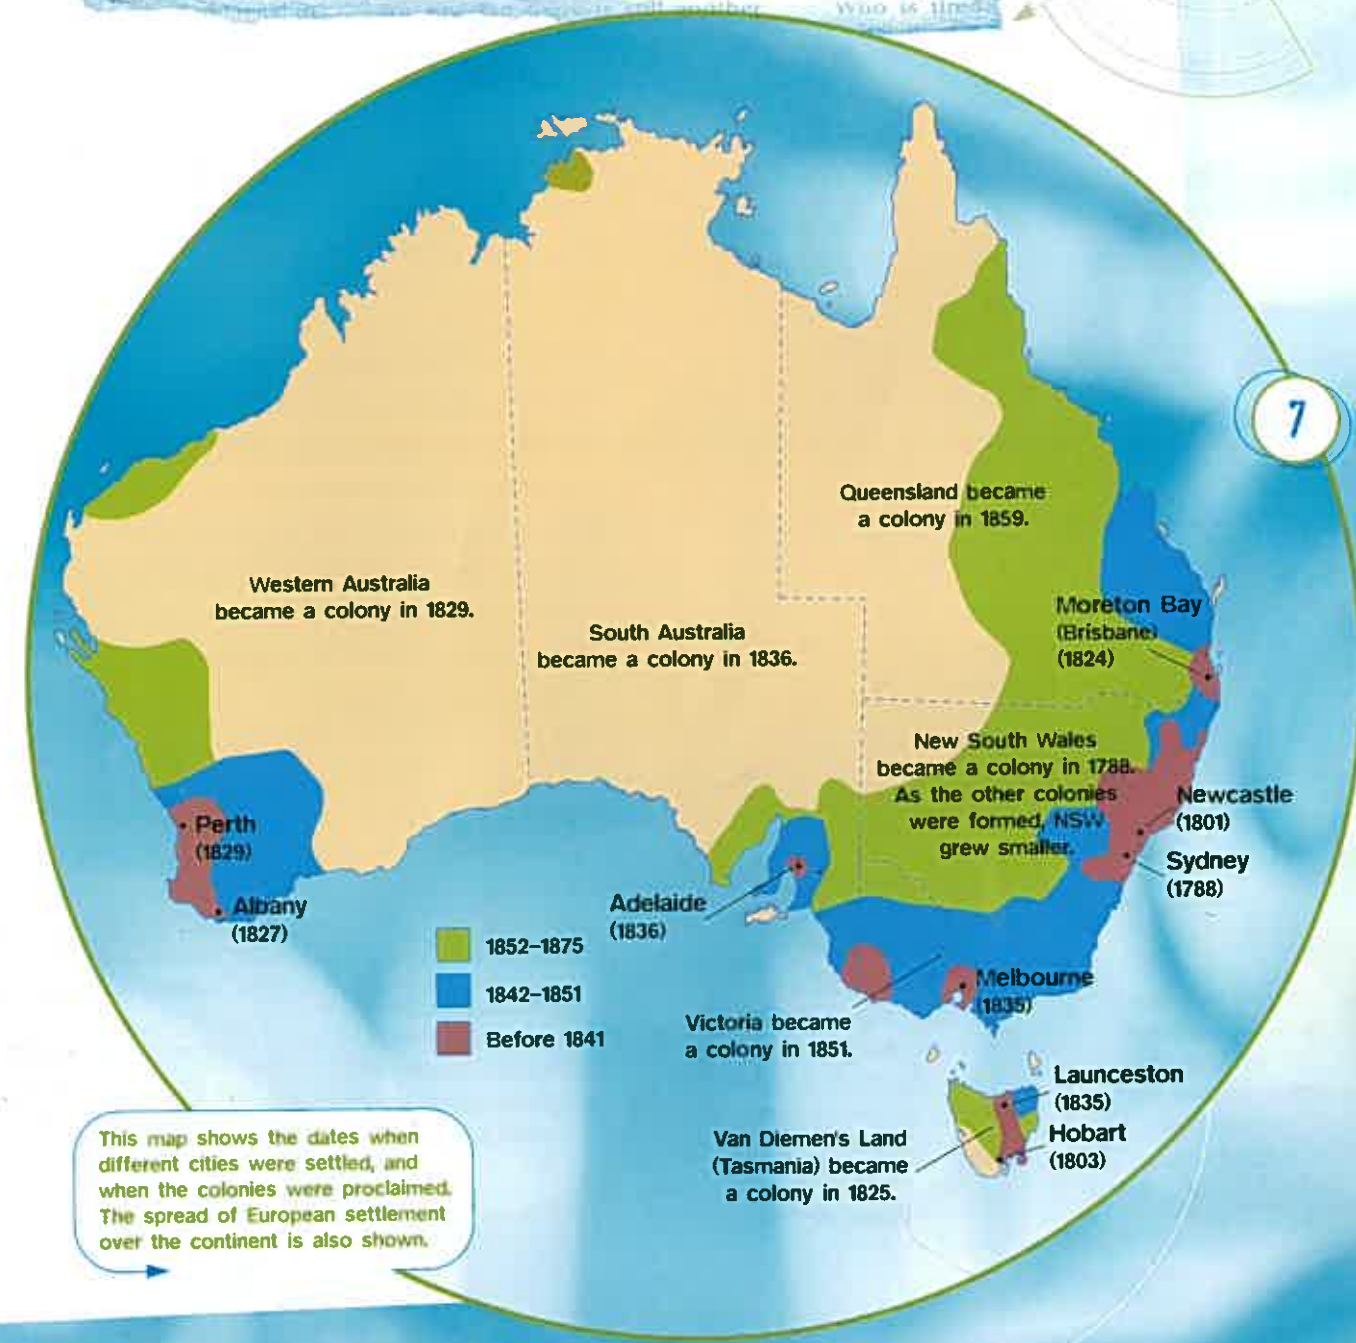 still another
Who is
7
Queensland became
a colony in 1859.
Western Australia
became a colony in 1829.
South Australia
became a colony in 1836.
Moreton Bay
(Brisbane)
(1824)
New South Wales
became a colony in 1788.
As the other colonies
were formed, NSW
grew smaller.
Newcastle
(1801)
Sydney
(1788)
Perth
(1829)
Albany
(1827)
Adelaide
(1836)
1852–1875
1842–1851
Before 1841
Melbourne
(1835)
Victoria became
a colony in 1851.
Launceston
(1835)
Hobart
(1803)
Van Diemen's Land
(Tasmania) became
a colony in 1825.
This map shows the dates when
different cities were settled, and
when the colonies were proclaimed.
The spread of European settlement
over the continent is also shown.